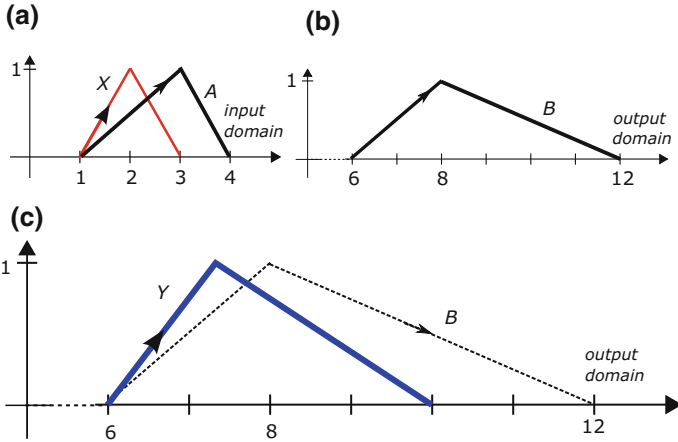 (a)
1
X
A
input
domain
1 2 3 4
(b)
1
B
output
domain
6 8 12
(c)
1
Y
B
output
domain
6 8 12